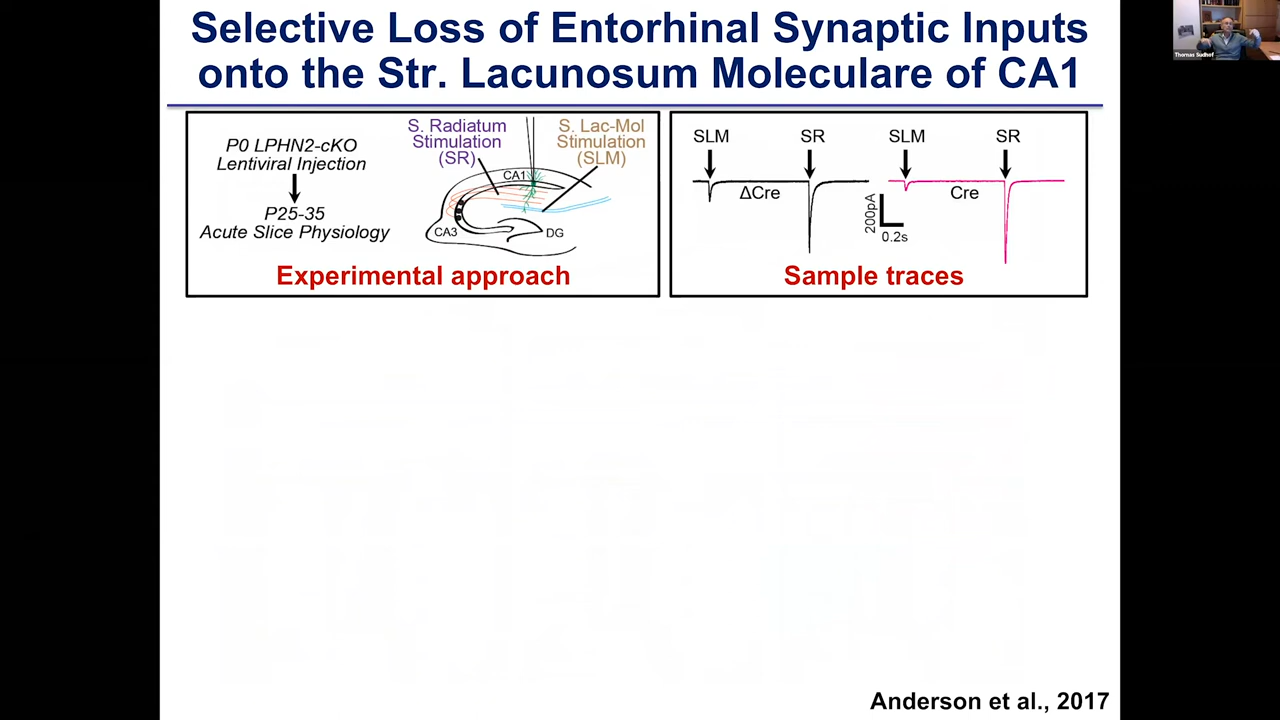 Selective Loss of Entorhinal Synaptic Inputs
onto the Str. Lacunosum Moleculare of CA1
P0 LPHN2-cKO
Lentiviral Injection
P25-35
Acute Slice Physiology
S. Radiatum
Stimulation
(SR)
S. Lac-Mol
Stimulation
(SLM)
CA1
CA3
DG
Experimental approach
SLM
SR
SLM
SR
ΔCre
Cre
200pA
0.2s
Sample traces
Anderson et al., 2017
Thomas Sudhof